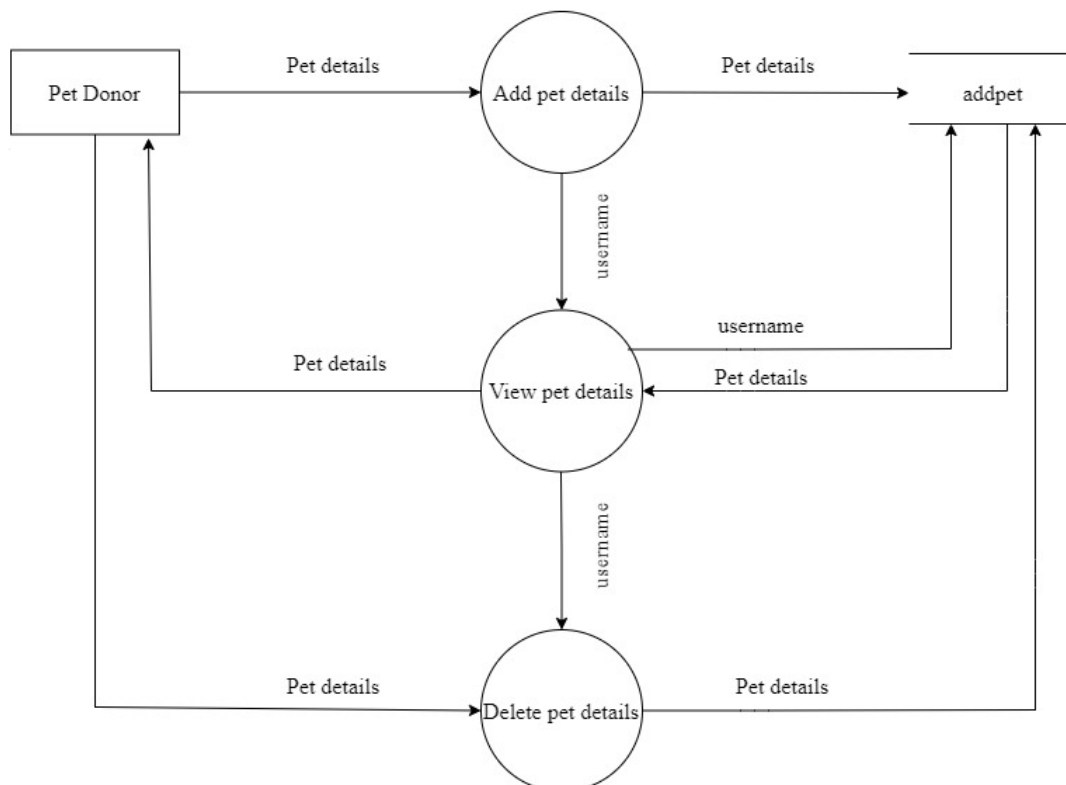 Pet details
Pet details
Pet Donor
Add pet details
addpet
username
username
Pet details
Pet details
View pet details
username
Pet details
Pet details
Delete pet details